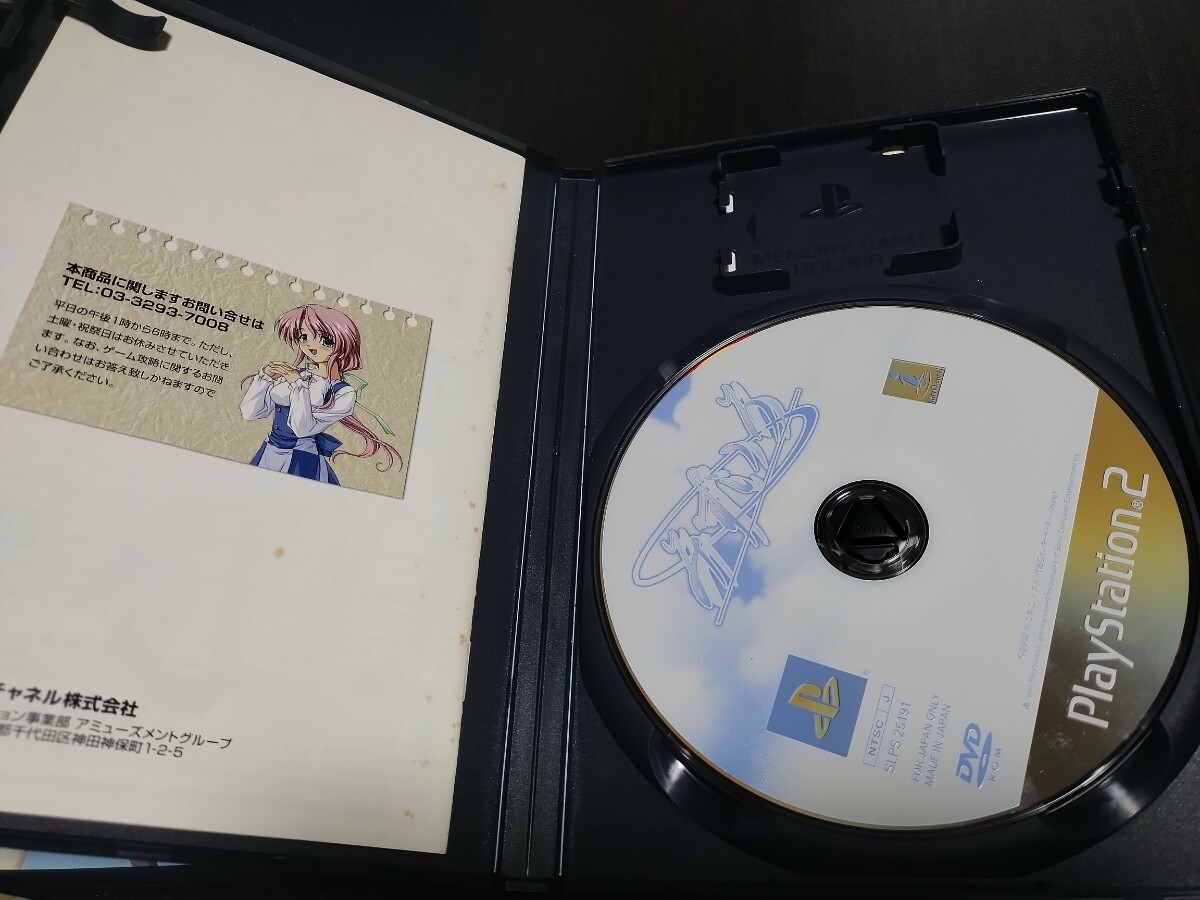 本商品に関しますお問い合せは
TEL:03-3293-7008
平日の午後1時から6時まで。ただし、
土曜・祝祭日はお休みさせていただき
ます。なお、ゲーム攻略に関するお問
い合わせはお答え致しかねますので
ご了承ください。
チャネル株式会社
ョン事業部 アミューズメントグループ
都千代田区神田神保町1-2-5
MEMORY CARD
HOLDER
PlayStation®2
NTSC J
SLPS 25191
FOR JAPAN ONLY
MADE IN JAPAN
DVD
ROM